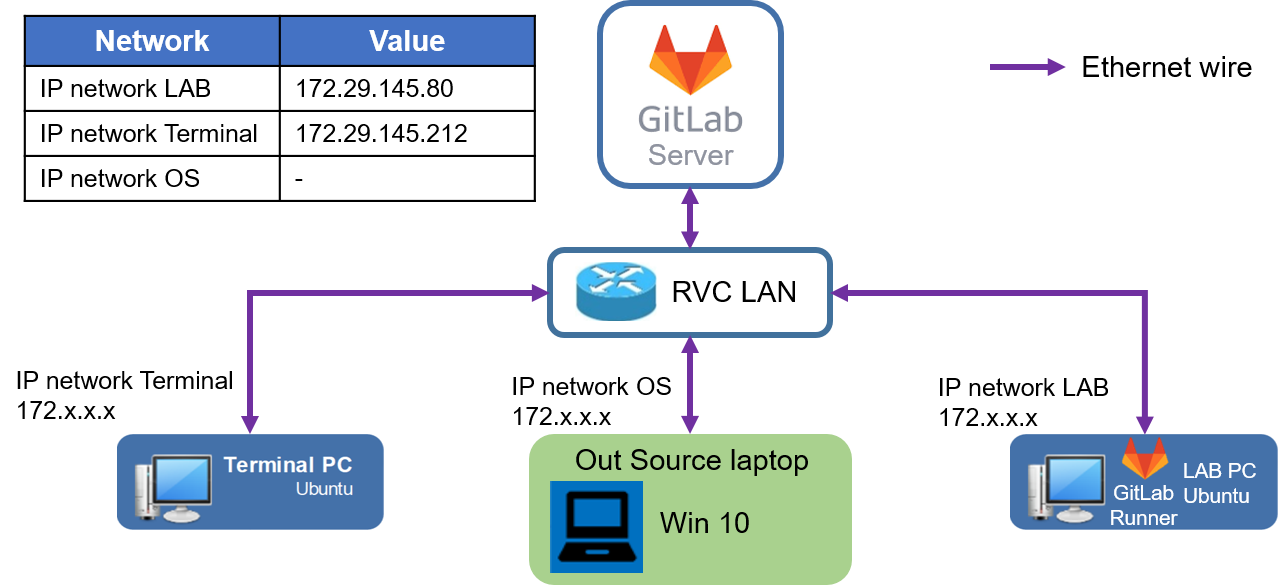 Network Value
IP network LAB 172.29.145.80
IP network Terminal 172.29.145.212
IP network OS -
GitLab
Server
Ethernet wire
RVC LAN
IP network Terminal
172.x.x.x
IP network OS
172.x.x.x
IP network LAB
172.x.x.x
Terminal PC
Ubuntu
Out Source laptop
Win 10
GitLab
Runner
LAB PC
Ubuntu